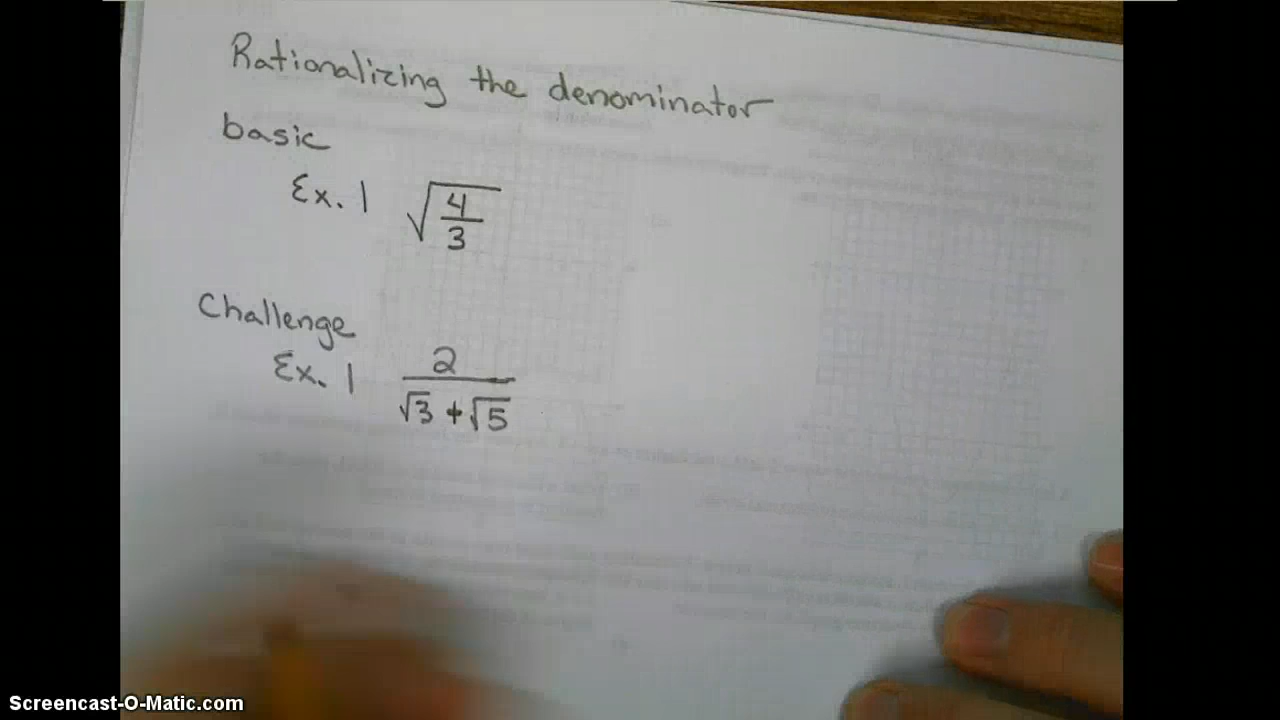 Rationalizing the denominator
basic
Ex. 1 √(4/3)
Challenge
Ex. 1 2/(√3 + √5)
Screencast-O-Matic.com